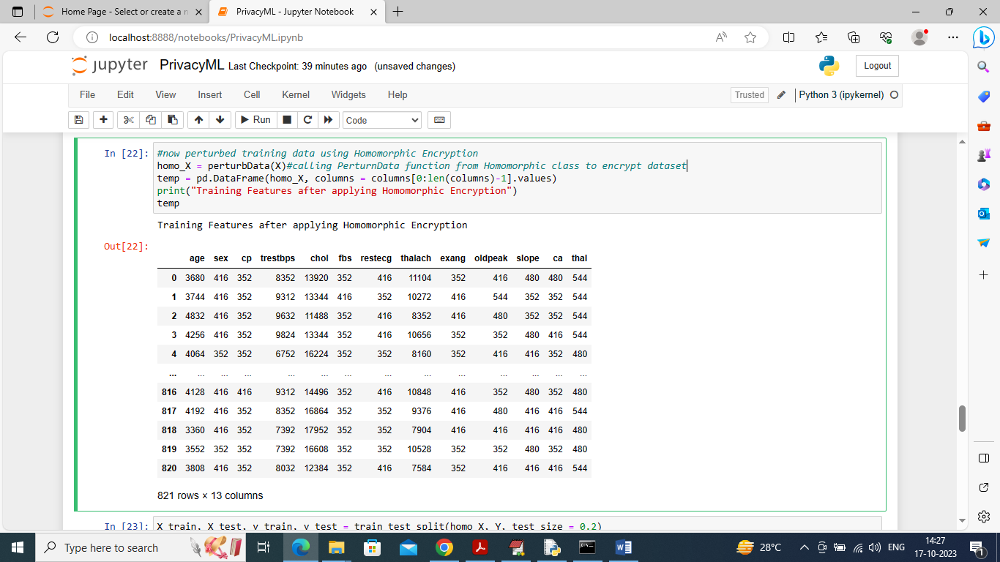 Home Page - Select or create a n
PrivacyML - Jupyter Notebook
localhost:8888/notebooks/PrivacyML.ipynb
jupyter PrivacyML Last Checkpoint: 39 minutes ago (unsaved changes)
Logout
File Edit View Insert Cell Kernel Widgets Help
Trusted Python 3 (ipykernel)
Run Code
In [22]: #now perturbed training data using Homomorphic Encryption
homo_X = perturbData(X)#calling PerturnData function from Homomorphic class to encrypt dataset
temp = pd.DataFrame(homo_X, columns = columns[0:len(columns)-1].values)
print("Training Features after applying Homomorphic Encryption")
temp
Training Features after applying Homomorphic Encryption
Out[22]:
age sex cp trestbps chol fbs restecg thalach exang oldpeak slope ca thal
0 3680 416 352 8352 13920 352 416 11104 352 416 480 480 544
1 3744 416 352 9312 13344 416 352 10272 416 544 352 352 544
2 4832 416 352 9632 11488 352 416 8352 416 480 352 352 544
3 4256 416 352 9824 13344 352 416 10656 352 352 480 416 544
4 4064 352 352 6752 16224 352 352 8160 352 416 416 352 480
... ... ... ... ... ... ... ... ... ... ... ... ... ...
816 4128 416 416 9312 14496 352 416 10848 416 352 480 352 480
817 4192 416 352 8352 16864 352 352 9376 416 480 416 416 544
818 3360 416 352 7392 17952 352 352 7904 416 416 416 416 480
819 3552 352 352 7392 16608 352 352 10528 352 352 480 352 480
820 3808 416 352 8032 12384 352 416 7584 352 416 416 416 544
821 rows × 13 columns
In [23]: X_train, X_test, y_train, y_test = train_test_split(homo_X, Y, test_size = 0.2)
Type here to search
28°C
ENG
14:27
17-10-2023
1